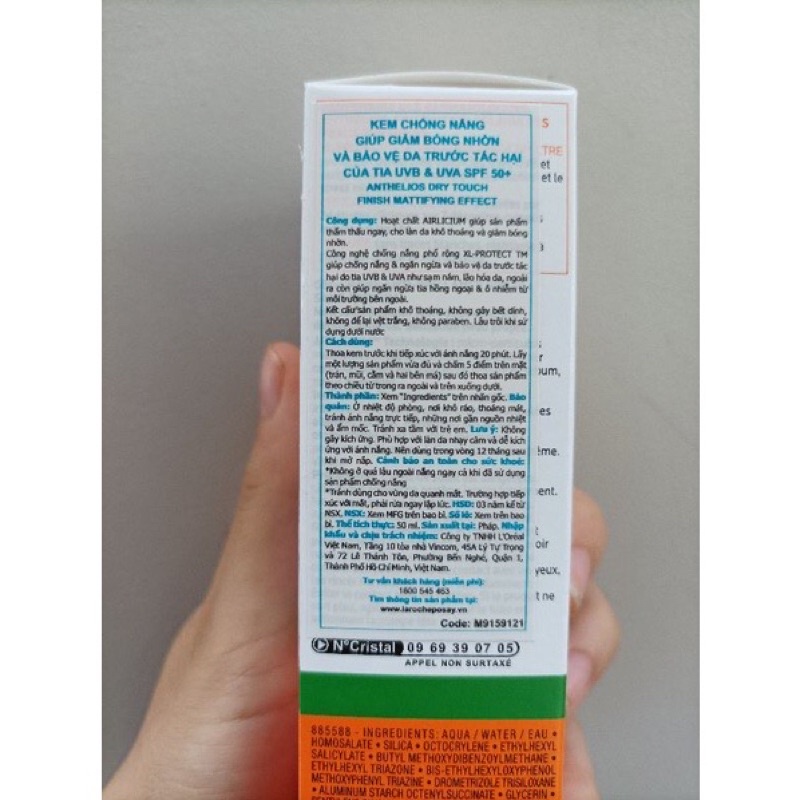 KEM CHỐNG NẮNG
GIÚP GIẢM BÓNG NHỜN
VÀ BẢO VỆ DA TRƯỚC TÁC HẠI
CỦA TIA UVB & UVA SPF 50+
ANTHELIOS DRY TOUCH
FINISH MATTIFYING EFFECT
Công dụng: Hoạt chất AIRLICIUM giúp sản phẩm
thấm thấu ngay, cho làn da khô thoáng và giảm bóng
nhờn.
Công nghệ chống nắng phổ rộng XL-PROTECT TM
giúp chống nắng & ngăn ngừa và bảo vệ da trước tác
hại do tia UVB & UVA như sạm nám, lão hóa da, ngoài
ra còn giúp ngăn ngừa tia hồng ngoại & ô nhiễm từ
môi trường bên ngoài.
Kết cấu sản phẩm khô thoáng, không gây bết dính,
không để lại vệt trắng, không paraben. Lâu trôi khi sử
dụng dưới nước
Cách dùng:
Thoa kem trước khi tiếp xúc với ánh nắng 20 phút. Lấy
một lượng sản phẩm vừa đủ và chấm 5 điểm trên mặt
(trán, mũi, cằm và hai bên má) sau đó thoa sản phẩm
theo chiều từ trong ra ngoài và trên xuống dưới.
Thành phần: Xem "Ingredients" trên nhãn gốc. Bảo
quản: Ở nhiệt độ phòng, nơi khô ráo, thoáng mát,
tránh ánh nắng trực tiếp, những nơi gần nguồn nhiệt
và ẩm mốc. Tránh xa tầm với trẻ em. Lưu ý: Không
gây kích ứng. Phù hợp với làn da nhạy cảm và dễ kích
ứng với ánh nắng. Nên dùng trong vòng 12 tháng sau
khi mở nắp. Cảnh báo an toàn cho sức khoẻ:
*Không ở quá lâu ngoài nắng ngay cả khi đã sử dụng
sản phẩm chống nắng
*Tránh dùng cho vùng da quanh mắt. Trường hợp tiếp
xúc với mắt, phải rửa ngay lập tức. HSD: 03 năm kể từ
NSX. NSX: Xem MFG trên bao bì. Số lô: Xem trên bao
bì. Thể tích thực: 50 ml. Sản xuất tại: Pháp. Nhập
khẩu và chịu trách nhiệm: Công ty TNHH L'Oréal
Việt Nam, Tầng 10 tòa nhà Vincom, 45A Lý Tự Trọng
và 72 Lê Thánh Tôn, Phường Bến Nghé, Quận 1,
Thành Phố Hồ Chí Minh, Việt Nam.
Tư vấn khách hàng (miễn phí):
1800 545 463
Tìm thông tin sản phẩm tại:
www.larocheposay.vn
Code: M9159121
N°Cristal 09 69 39 07 05
APPEL NON SURTAXÉ
885588 - INGREDIENTS: AQUA / WATER / EAU •
HOMOSALATE • SILICA • OCTOCRYLENE • ETHYLHEXYL
SALICYLATE • BUTYL METHOXYDIBENZOYLMETHANE •
ETHYLHEXYL TRIAZONE • BIS-ETHYLHEXYLOXYPHENOL
METHOXYPHENYL TRIAZINE • DROMETRIZOLE TRISILOXANE
• ALUMINUM STARCH OCTENYLSUCCINATE • GLYCERIN •